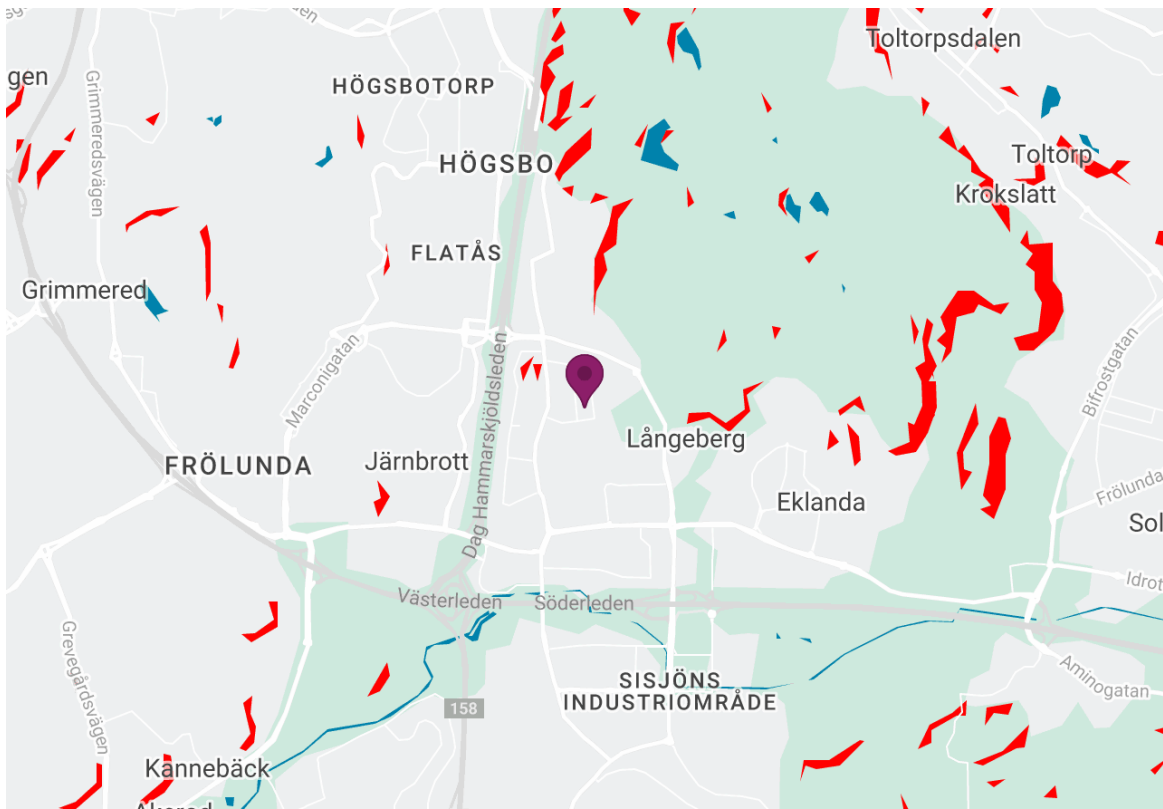 Toltorpsdalen
gen
HÖGSBOTORP
Grimmeredsvägen
HÖGSBO
Toltorp
Krokslätt
FLATÅS
Grimmered
Marconigatan
Dag Hammarskjöldsleden
Bifrostgatan
Långeberg
FRÖLUNDA
Järnbrott
Eklanda
Frölunda
Sol
Idrot
Västerleden
Söderleden
Grevegårdsvägen
SISJÖNS
INDUSTRIOMRÅDE
Aminogatan
158
Kannebäck